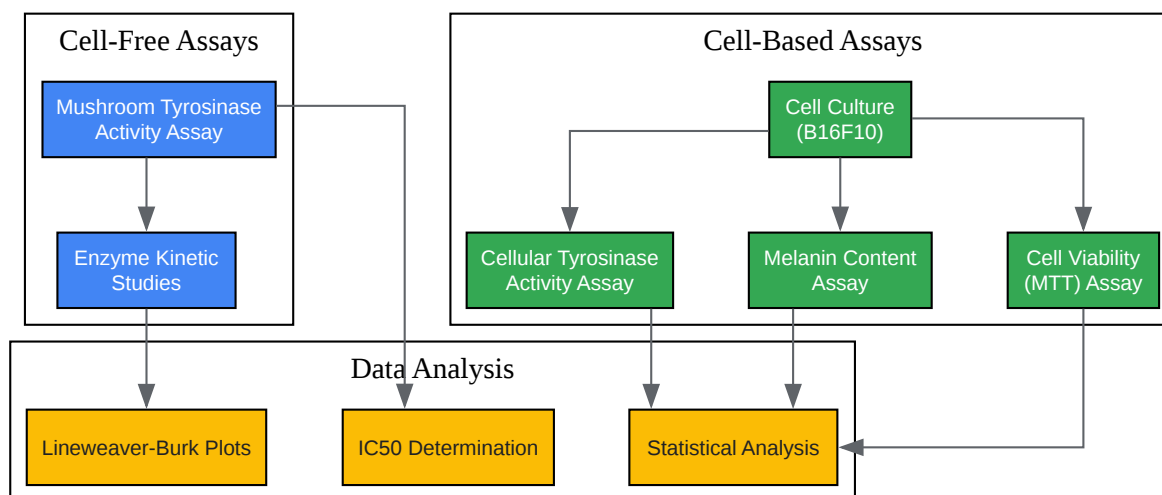 Cell-Free Assays
Mushroom Tyrosinase
Activity Assay
Enzyme Kinetic
Studies
Cell-Based Assays
Cell Culture
(B16F10)
Cellular Tyrosinase
Activity Assay
Melanin Content
Assay
Cell Viability
(MTT) Assay
Data Analysis
Lineweaver-Burk Plots
IC50 Determination
Statistical Analysis